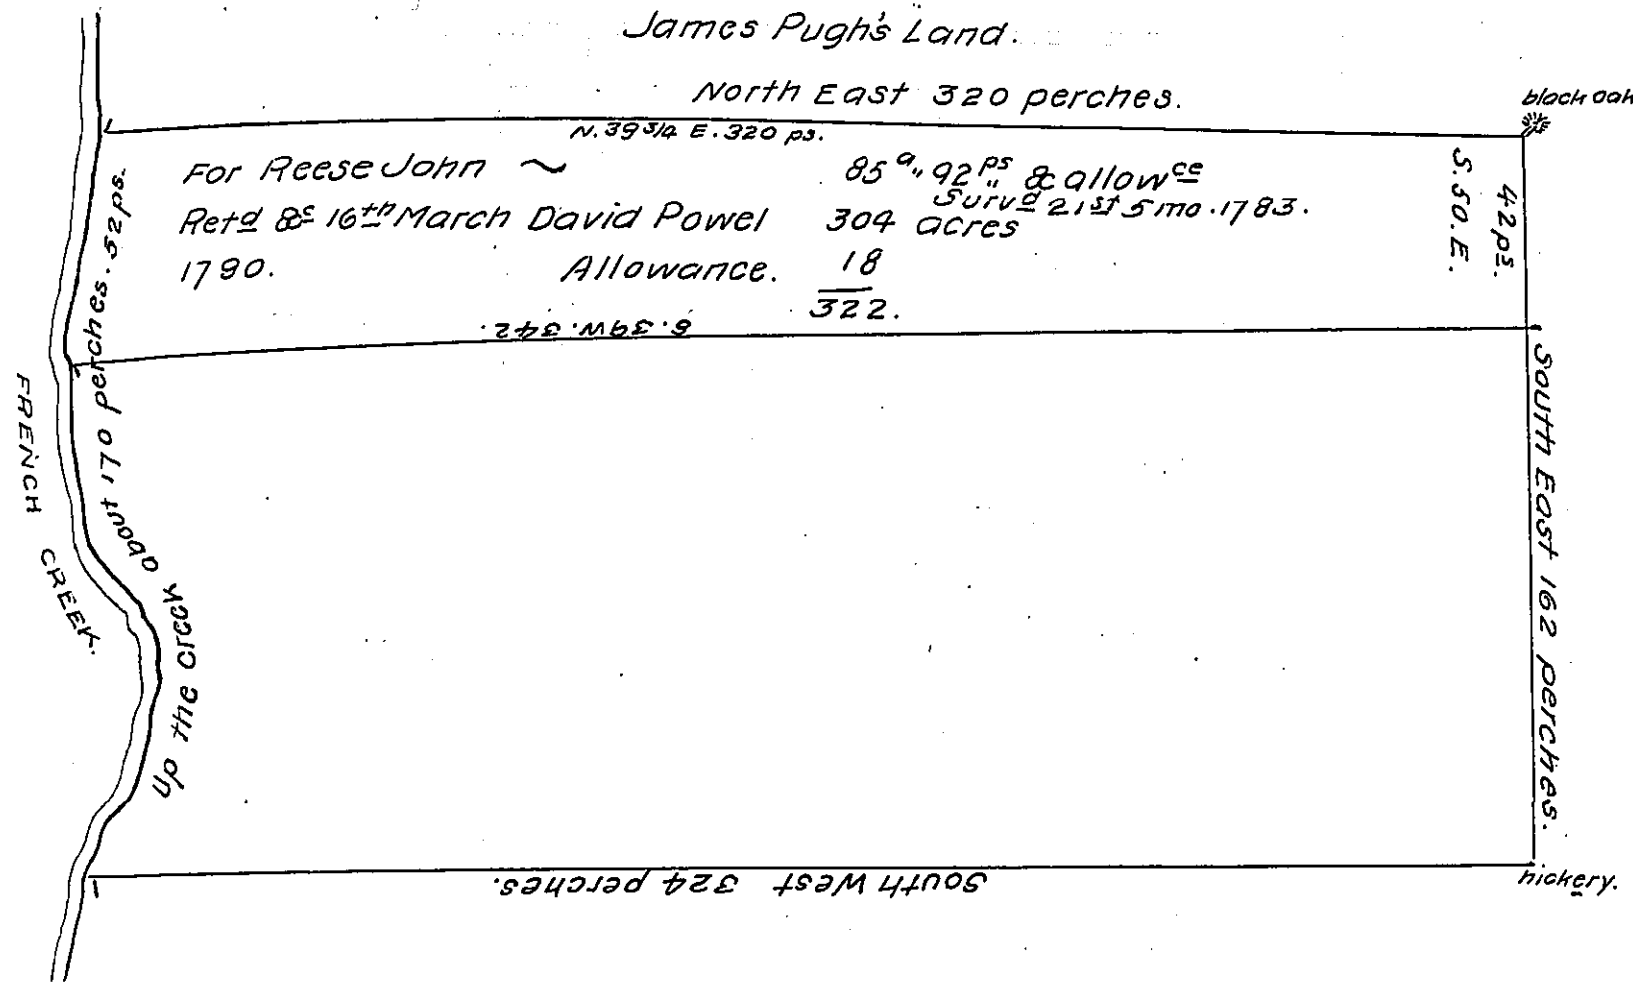 James Pugh's Land.
North East 320 perches.
black oak
N. 39 3/4 E. 320 ps.
For Reese John ~ 85 a,, 92 ps,, & allowce
Survd 21st 5 mo. 1783.
Retd &c 16th March David Powel 304 acres
1790. Allowance. 18
322.
S. 50. E. 42 ps.
S. 39 W. 342.
52 ps.
up the creek about 170 perches.
FRENCH CREEK.
South East 162 perches.
South West 324 perches.
hickery.